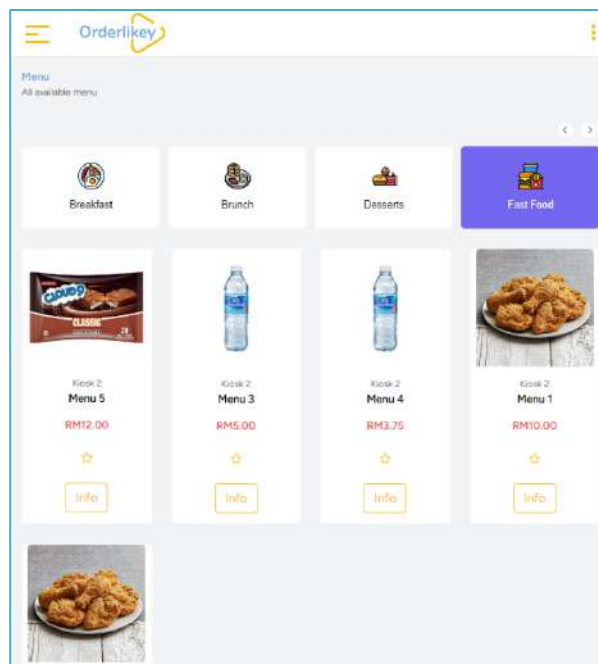 Orderlikey
Menu
All available menu
Breakfast
Brunch
Desserts
Fast Food
CLOUD9
CLASSIC
Kiosk 2
Menu 5
RM12.00
Info
Kiosk 2
Menu 3
RM5.00
Info
Kiosk 2
Menu 4
RM3.75
Info
Kiosk 2
Menu 1
RM10.00
Info